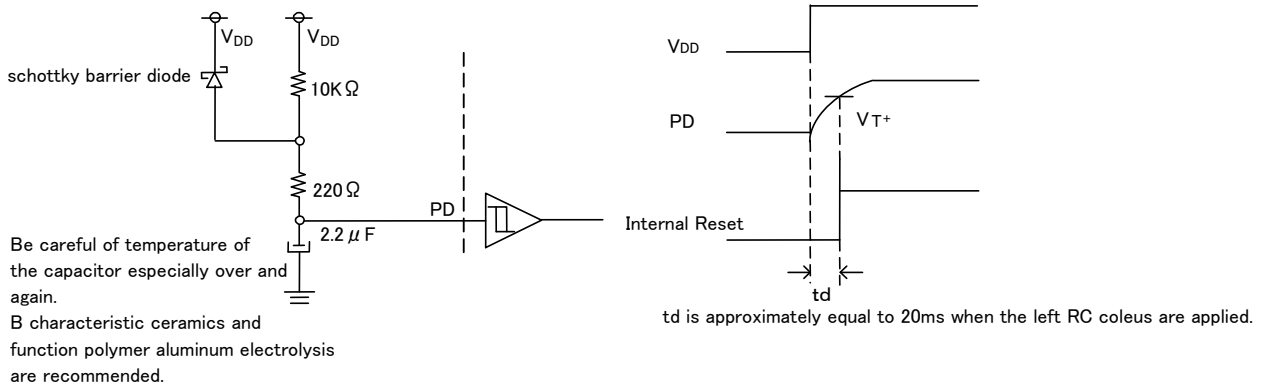 VDD
VDD
schottky barrier diode
10KΩ
220Ω
PD
2.2μF
Be careful of temperature of
the capacitor especially over and
again.
B characteristic ceramics and
function polymer aluminum electrolysis
are recommended.
VDD
PD
VT+
Internal Reset
td
td is approximately equal to 20ms when the left RC coleus are applied.